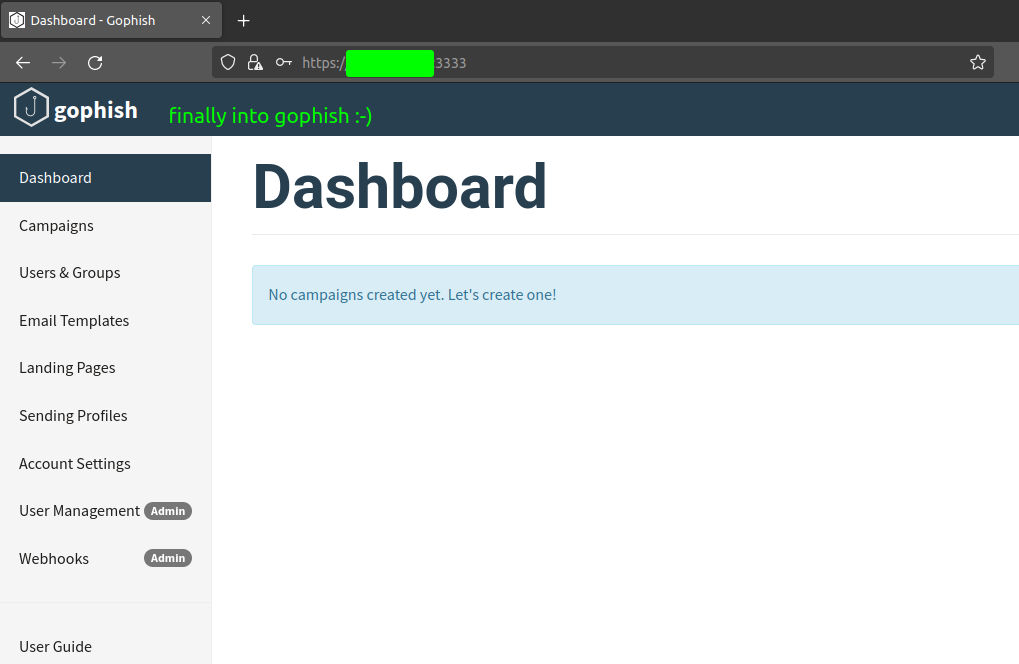 Dashboard - Gophish
https:/
3333
gophish
finally into gophish :-)
Dashboard
Campaigns
Users & Groups
Email Templates
Landing Pages
Sending Profiles
Account Settings
User Management Admin
Webhooks Admin
User Guide
Dashboard
No campaigns created yet. Let's create one!